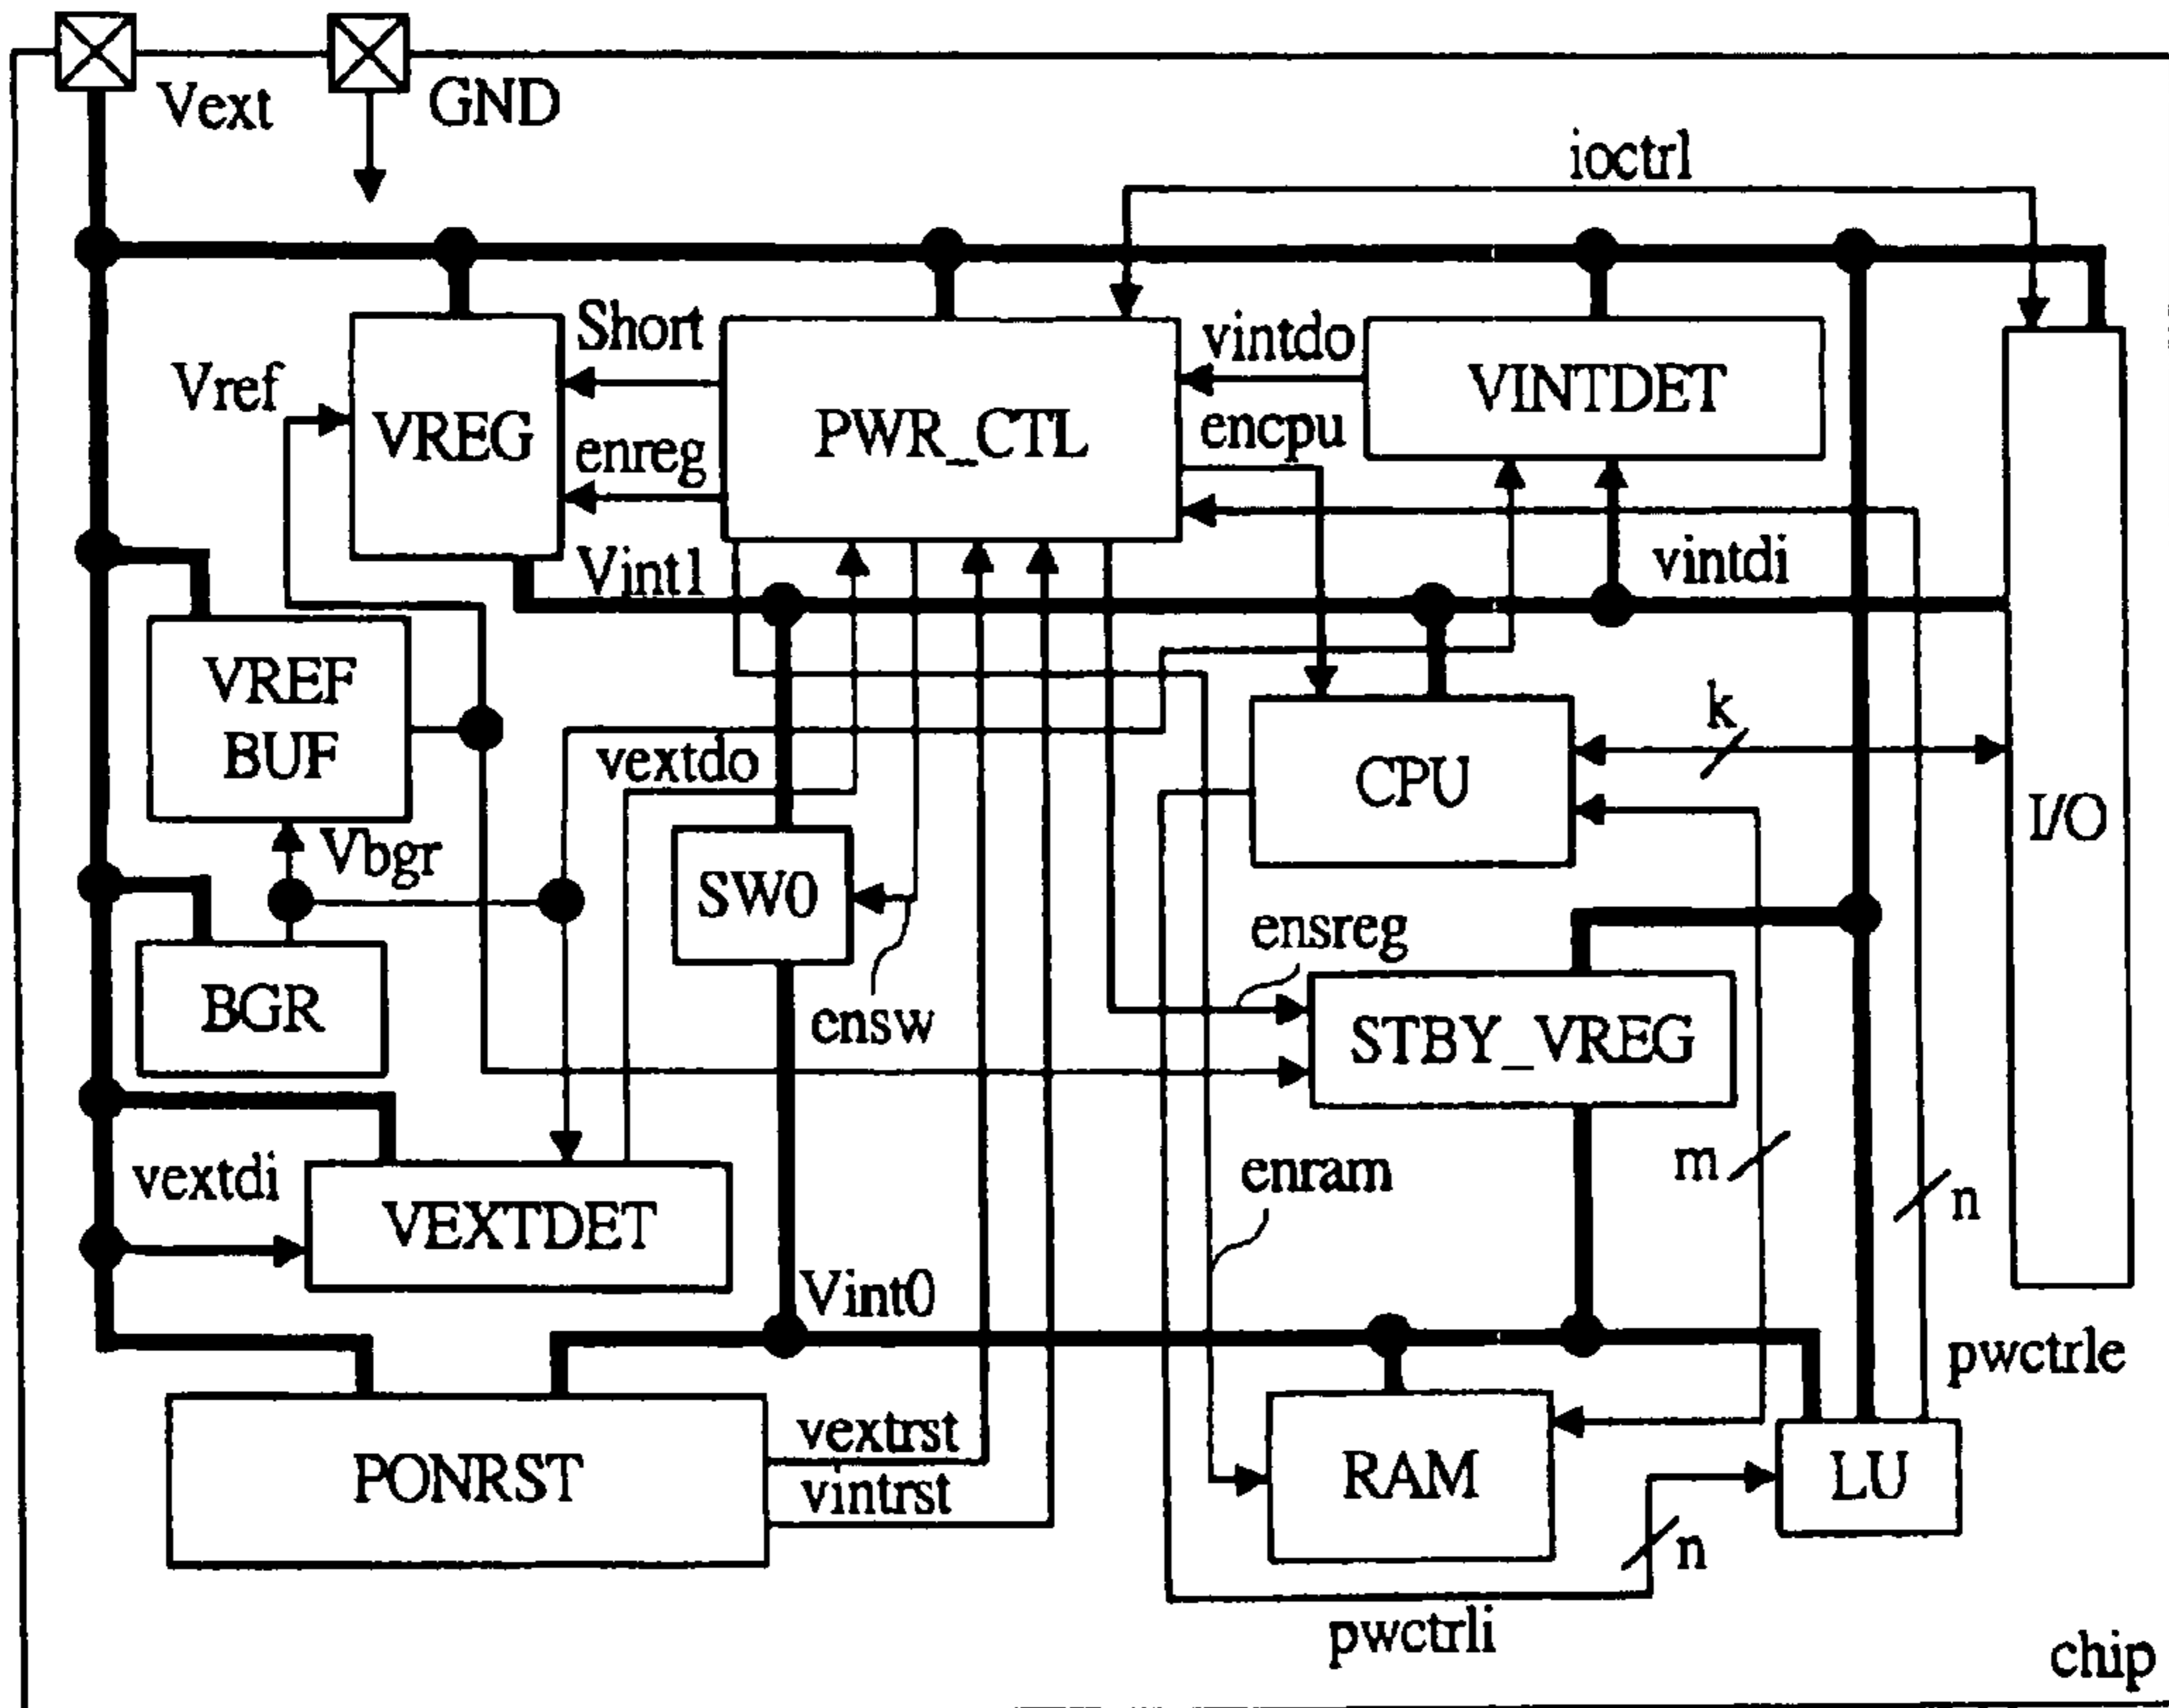 Vext
GND
ioctrl
Short
vintdo
VINTDET
Vref
VREG
PWR_CTL
enreg
encpu
Vint1
vintdi
VREF
BUF
k
vextdo
CPU
I/O
Vbgr
SW0
ensreg
BGR
ensw
STBY_VREG
m
enram
vextdi
n
VEXTDET
Vint0
pwctrle
vextrst
PONRST
RAM
LU
vintrst
n
pwctrli
chip